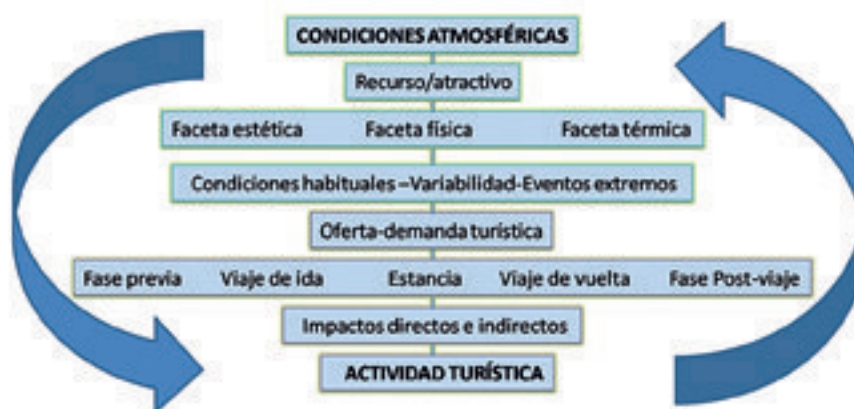 CONDICIONES ATMOSFÉRICAS
Recurso/atractivo
Faceta estética Faceta física Faceta térmica
Condiciones habituales –Variabilidad-Eventos extremos
Oferta-demanda turística
Fase previa Viaje de ida Estancia Viaje de vuelta Fase Post-viaje
Impactos directos e indirectos
ACTIVIDAD TURÍSTICA